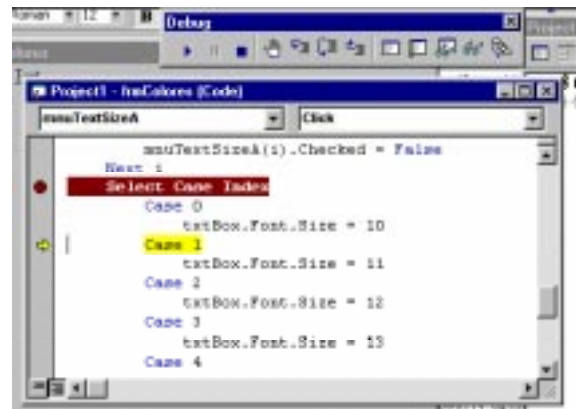 12 B
Debug
Project1 - frmColores (Code)
mnuTextSizeA Click
mnuTextSizeA(i).Checked = False
Next i
Select Case Index
Case 0
txtBox.Font.Size = 10
Case 1
txtBox.Font.Size = 11
Case 2
txtBox.Font.Size = 12
Case 3
txtBox.Font.Size = 13
Case 4